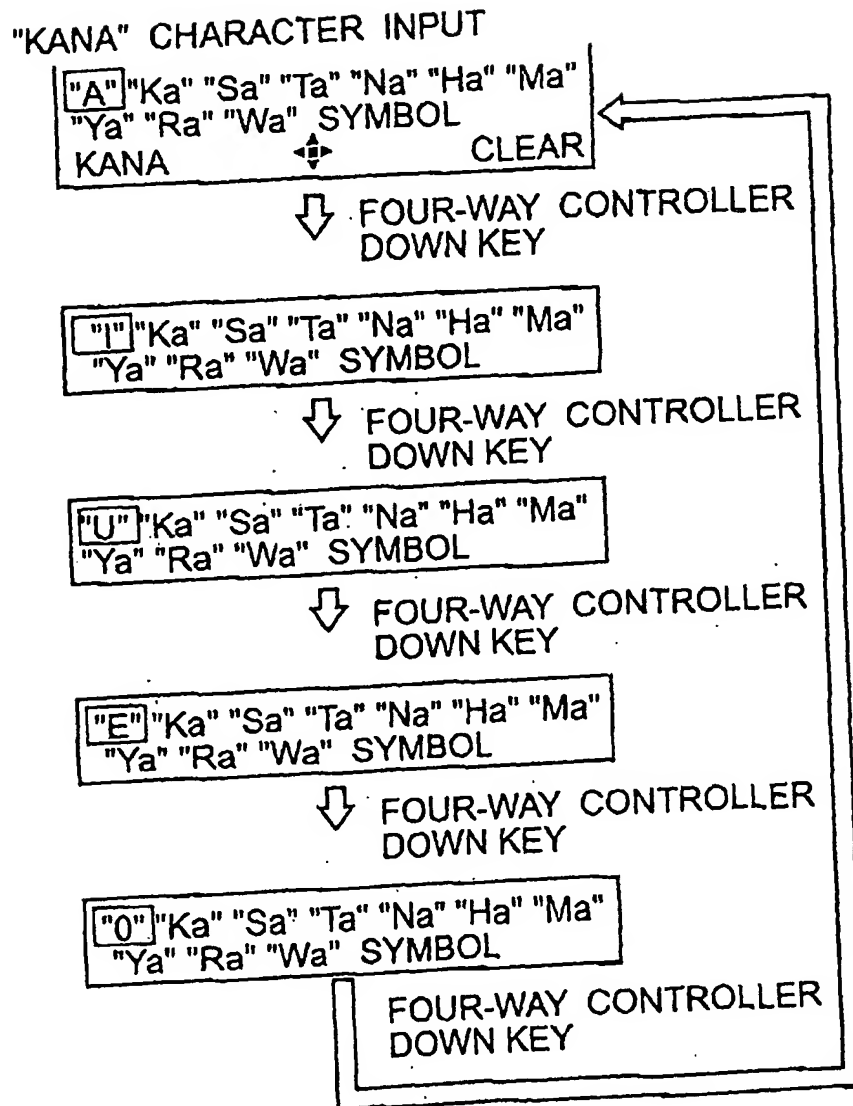 "KANA" CHARACTER INPUT
"A" "Ka" "Sa" "Ta" "Na" "Ha" "Ma"
"Ya" "Ra" "Wa" SYMBOL
KANA CLEAR
FOUR-WAY CONTROLLER
DOWN KEY
"I" "Ka" "Sa" "Ta" "Na" "Ha" "Ma"
"Ya" "Ra" "Wa" SYMBOL
FOUR-WAY CONTROLLER
DOWN KEY
"U" "Ka" "Sa" "Ta" "Na" "Ha" "Ma"
"Ya" "Ra" "Wa" SYMBOL
FOUR-WAY CONTROLLER
DOWN KEY
"E" "Ka" "Sa" "Ta" "Na" "Ha" "Ma"
"Ya" "Ra" "Wa" SYMBOL
FOUR-WAY CONTROLLER
DOWN KEY
"0" "Ka" "Sa" "Ta" "Na" "Ha" "Ma"
"Ya" "Ra" "Wa" SYMBOL
FOUR-WAY CONTROLLER
DOWN KEY